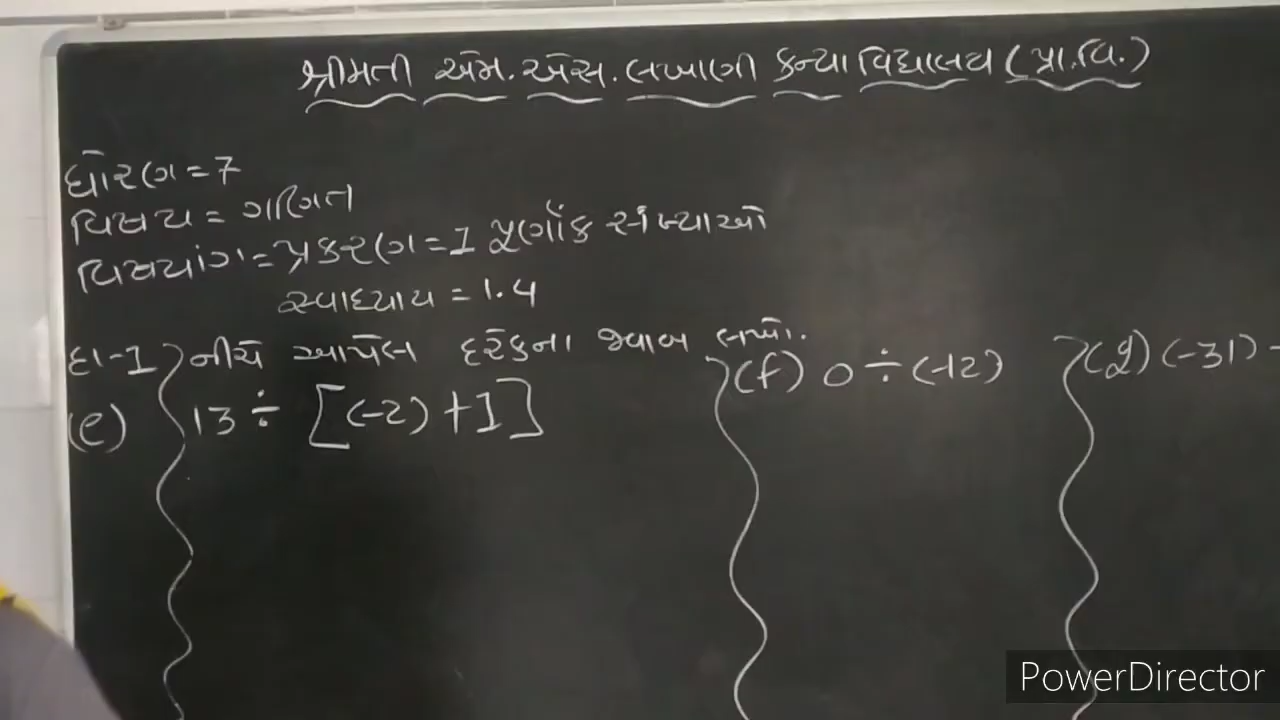 શ્રીમતી એમ. એસ. લખાણી કન્યા વિદ્યાલય (પ્રા.વિ.)
ધોરણ = 7
વિષય = ગણિત
વિષયાંગ = પ્રકરણ = 1 પૂર્ણાંક સંખ્યાઓ
સ્વાધ્યાય = 1.4
દા-1 નીચે આપેલ દરેકના જવાબ લખો.
(e) 13 ÷ [(-2) + 1]
(f) 0 ÷ (-12)
(g) (-31)
PowerDirector